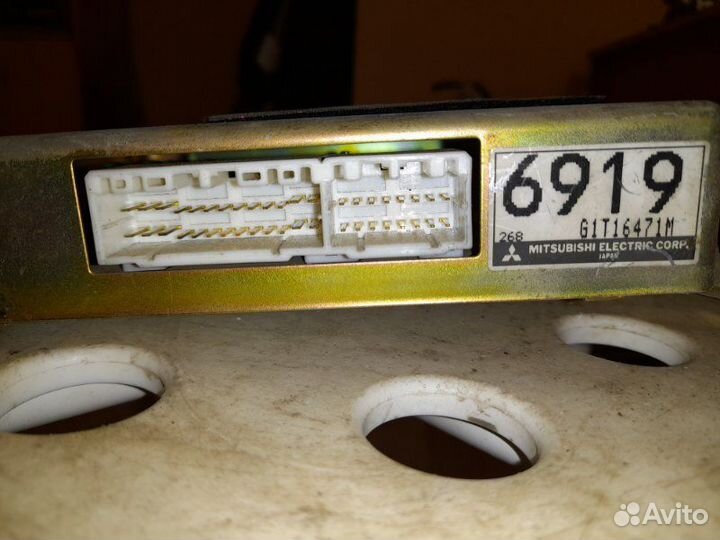 6919
G1T16471M
268
MITSUBISHI ELECTRIC CORP.
JAPAN
Avito